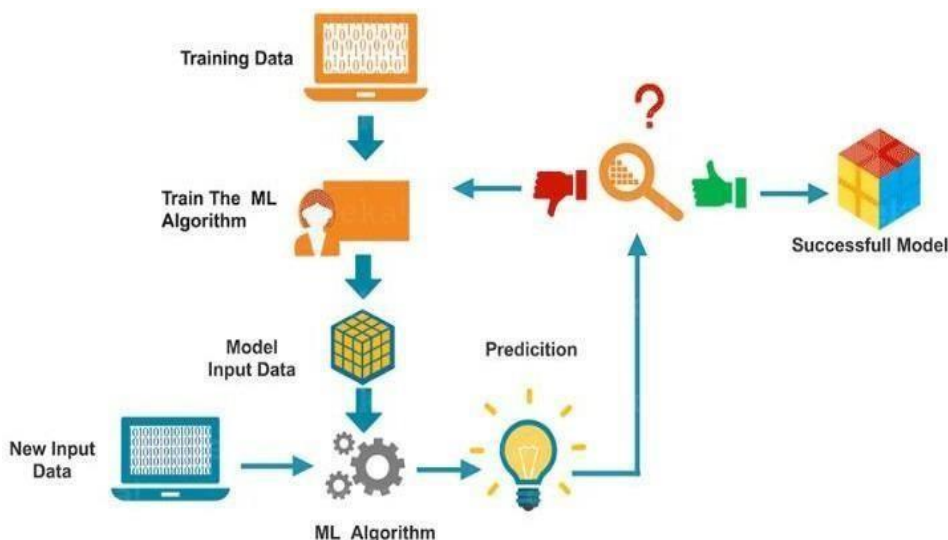 Training Data
?
Train The ML
Algorithm
Successfull Model
Model
Input Data
Predicition
New Input
Data
ML Algorithm